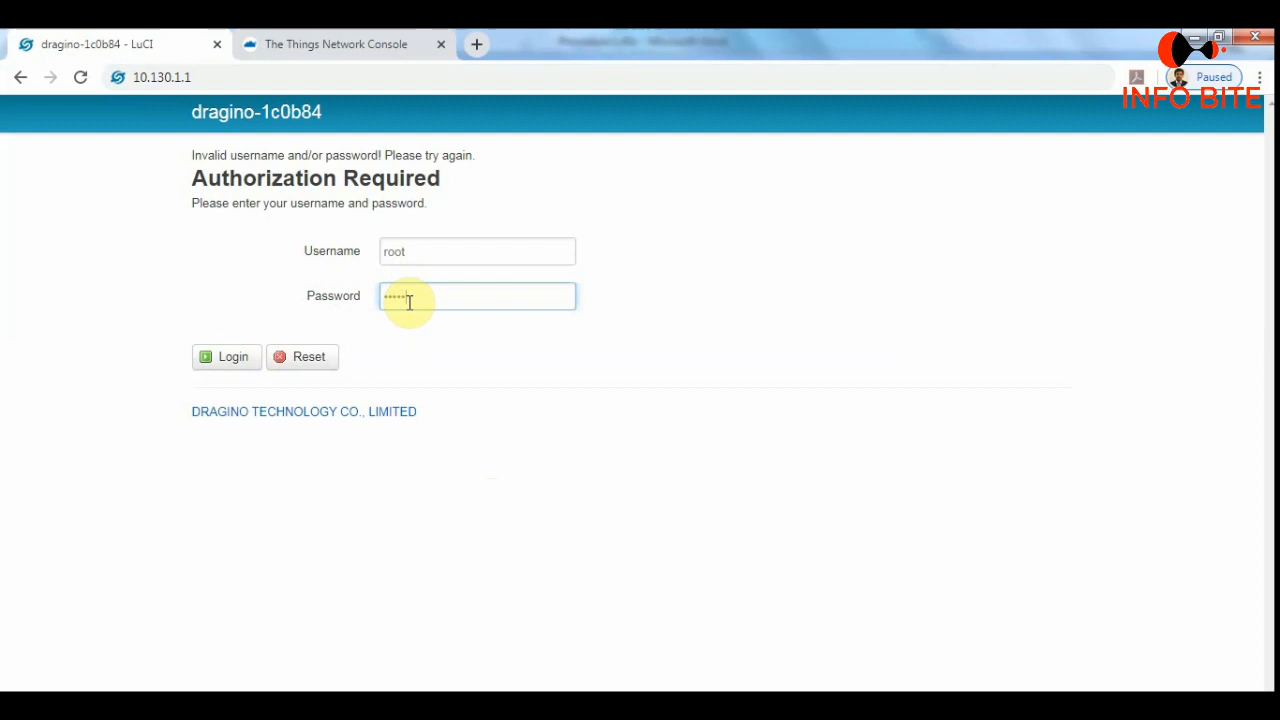 dragino-1c0b84 - LuCI
The Things Network Console
10.130.1.1
Paused
INFO BITE
dragino-1c0b84
Invalid username and/or password! Please try again.
Authorization Required
Please enter your username and password.
Username
root
Password
•••••
Login
Reset
DRAGINO TECHNOLOGY CO., LIMITED